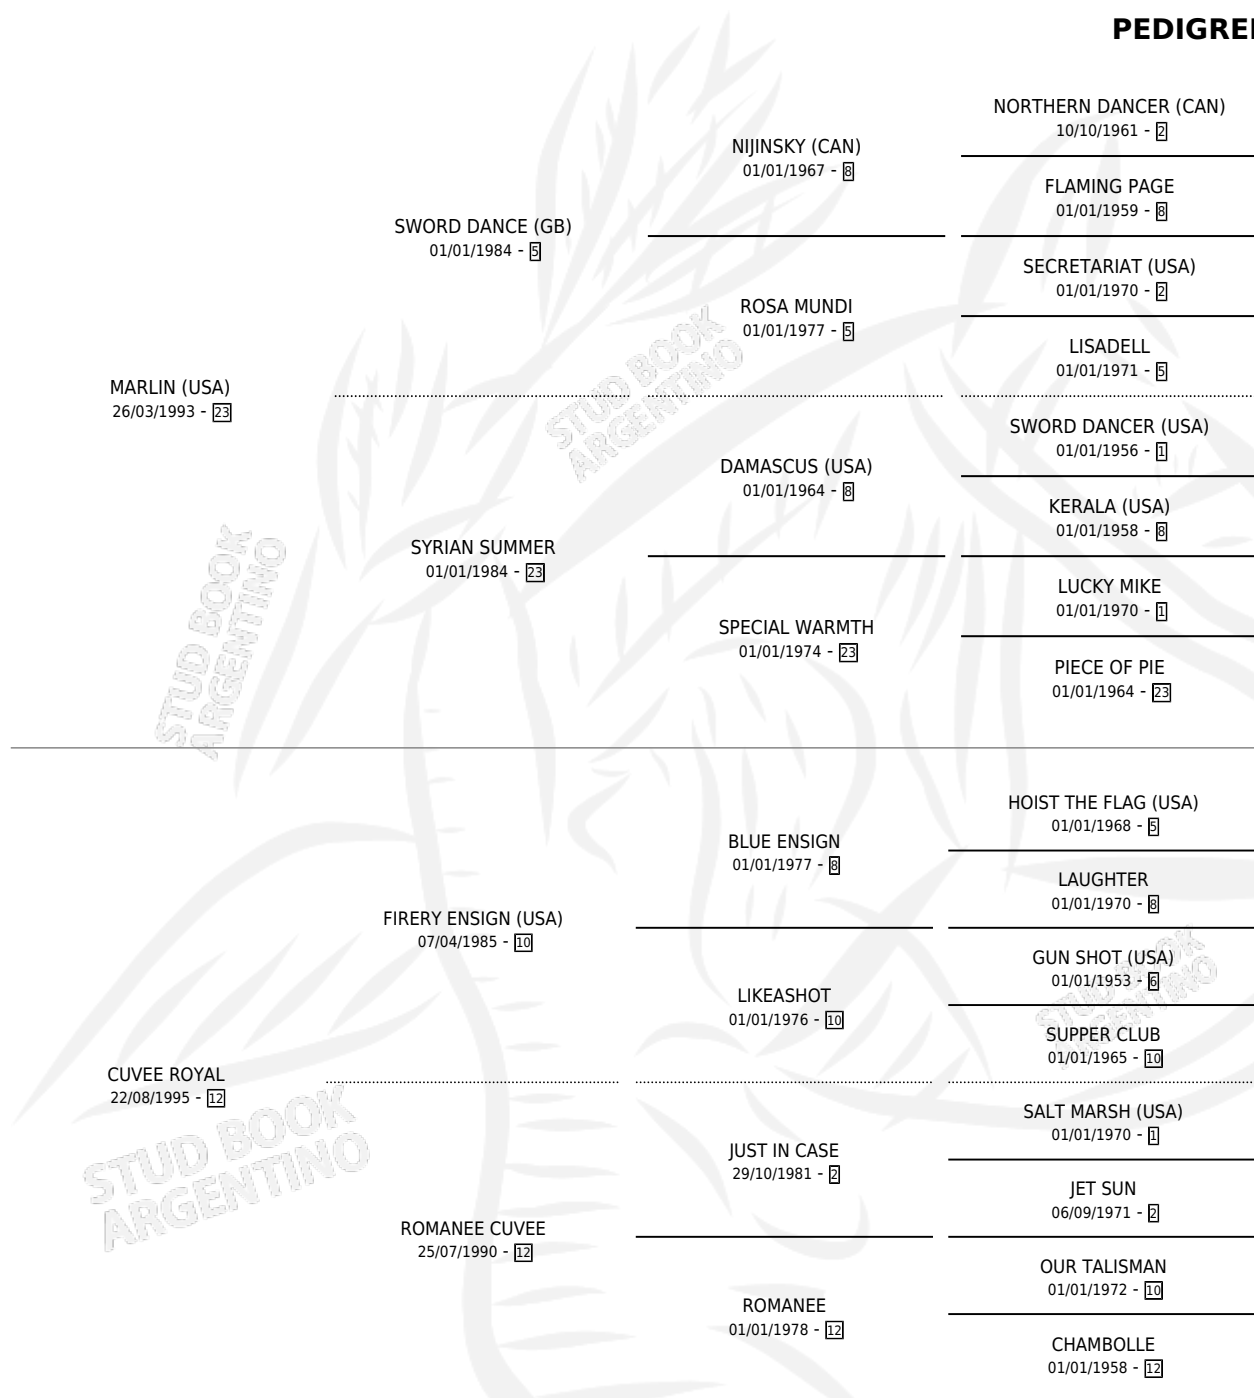 PEDIGREE
NORTHERN DANCER (CAN)
10/10/1961 - 2
NIJINSKY (CAN)
01/01/1967 - 8
FLAMING PAGE
01/01/1959 - 8
SWORD DANCE (GB)
01/01/1984 - 5
SECRETARIAT (USA)
01/01/1970 - 2
ROSA MUNDI
01/01/1977 - 5
LISADELL
01/01/1971 - 5
MARLIN (USA)
26/03/1993 - 23
SWORD DANCER (USA)
01/01/1956 - 1
DAMASCUS (USA)
01/01/1964 - 8
KERALA (USA)
01/01/1958 - 8
SYRIAN SUMMER
01/01/1984 - 23
LUCKY MIKE
01/01/1970 - 1
SPECIAL WARMTH
01/01/1974 - 23
PIECE OF PIE
01/01/1964 - 23
HOIST THE FLAG (USA)
01/01/1968 - 5
BLUE ENSIGN
01/01/1977 - 8
LAUGHTER
01/01/1970 - 8
FIRERY ENSIGN (USA)
07/04/1985 - 10
GUN SHOT (USA)
01/01/1953 - 6
LIKEASHOT
01/01/1976 - 10
SUPPER CLUB
01/01/1965 - 10
CUVEE ROYAL
22/08/1995 - 12
SALT MARSH (USA)
01/01/1970 - 1
JUST IN CASE
29/10/1981 - 2
JET SUN
06/09/1971 - 2
ROMANEE CUVEE
25/07/1990 - 12
OUR TALISMAN
01/01/1972 - 10
ROMANEE
01/01/1978 - 12
CHAMBOLLE
01/01/1958 - 12
STUD BOOK
ARGENTINO
STUD BOOK
ARGENTINO
STUD BOOK
ARGENTINO
STUD BOOK
ARGENTINO